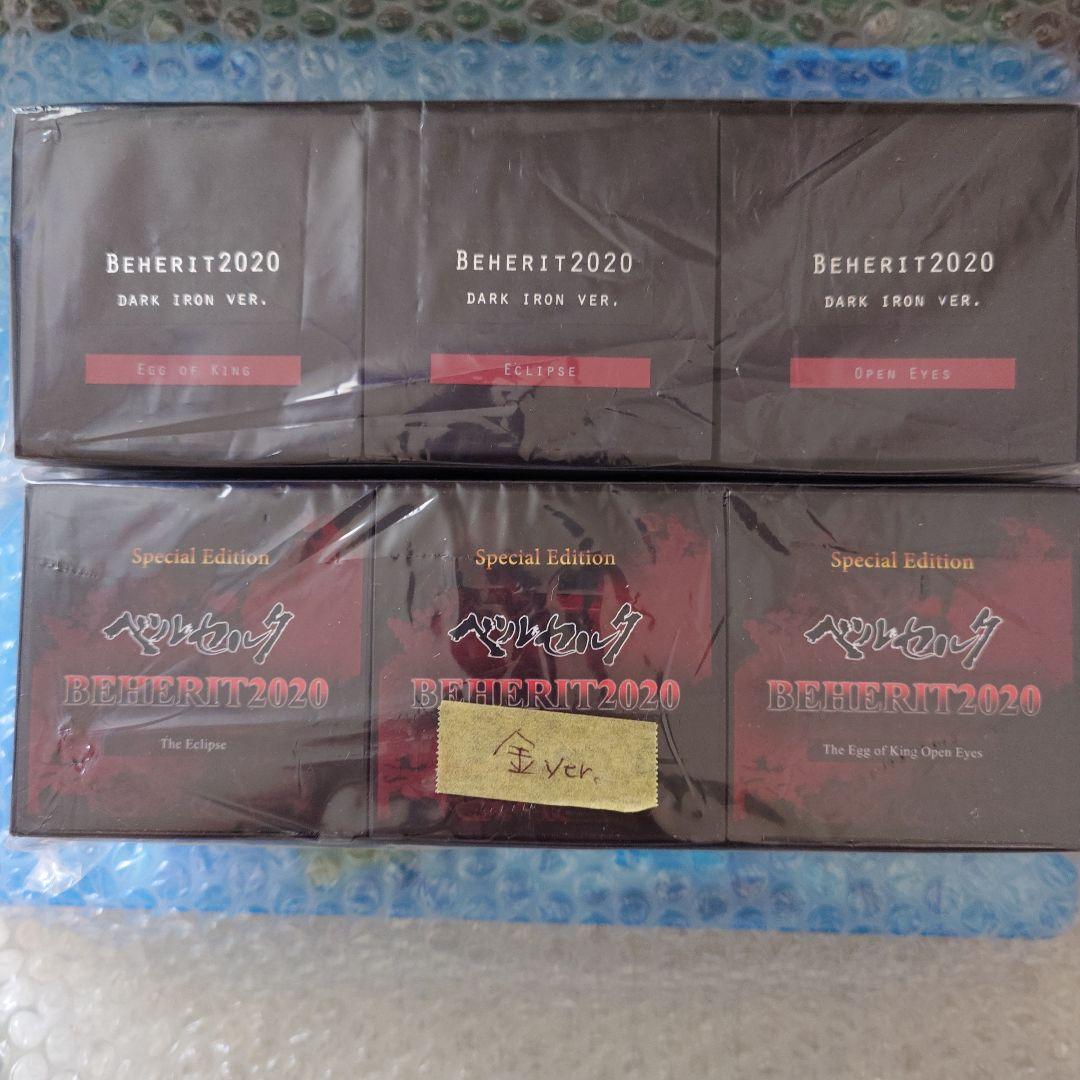 BEHERIT2020
DARK IRON VER.
EGG OF KING
BEHERIT2020
DARK IRON VER.
ECLIPSE
BEHERIT2020
DARK IRON VER.
OPEN EYES
Special Edition
ベルセルク
BEHERIT2020
The Eclipse
Special Edition
ベルセルク
BEHERIT2020
金ver.
Special Edition
ベルセルク
BEHERIT2020
The Egg of King Open Eyes